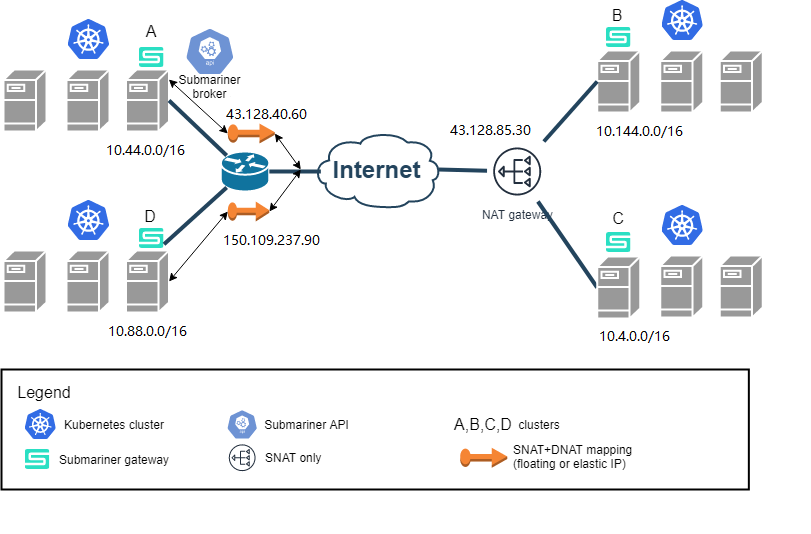 A
B
Submariner
broker
43.128.40.60
43.128.85.30
10.44.0.0/16
10.144.0.0/16
Internet
NAT gateway
D
C
150.109.237.90
10.88.0.0/16
10.4.0.0/16
Legend
Kubernetes cluster
Submariner API
A,B,C,D clusters
Submariner gateway
SNAT only
SNAT+DNAT mapping
(floating or elastic IP)